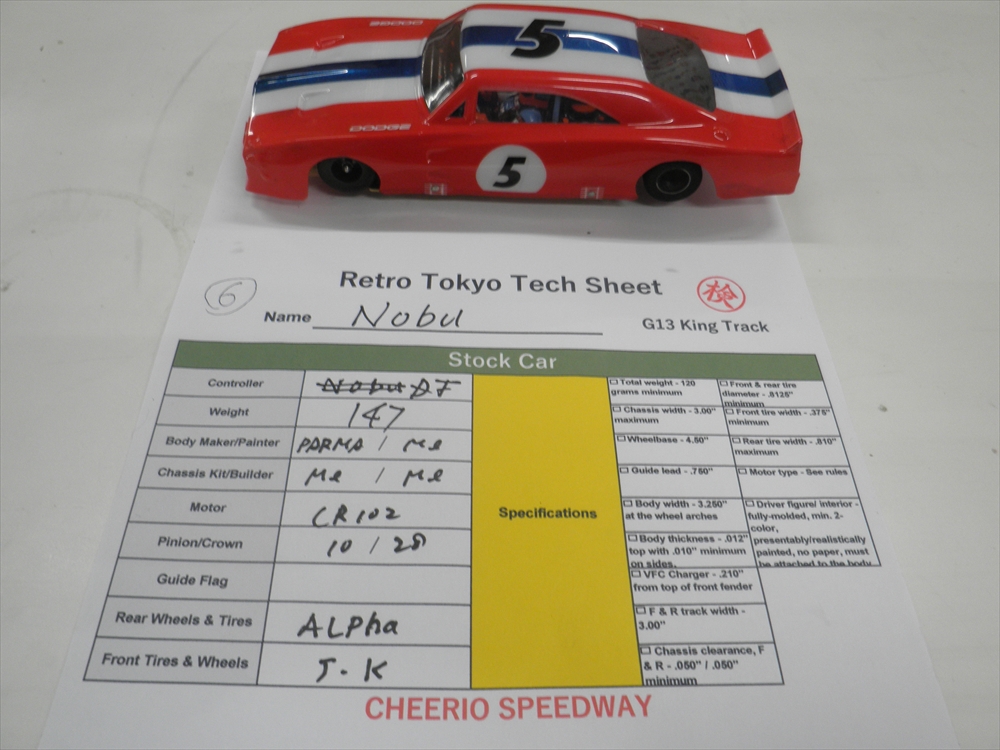 5
DODGE
5
Retro Tokyo Tech Sheet
6
検
Name Nobu
G13 King Track
Stock Car
Controller Nobu DF
Weight 147
Body Maker/Painter PARMA / Me
Chassis Kit/Builder Me / Me
Motor CR102
Pinion/Crown 10 / 28
Guide Flag
Rear Wheels & Tires ALPha
Front Tires & Wheels J.K
Specifications
Total weight - 120
grams minimum
Chassis width - 3.00"
maximum
Wheelbase - 4.50"
Guide lead - .750"
Body width - 3.250"
at the wheel arches
Body thickness - .012"
top with .010" minimum
on sides.
VFC Charger - .210"
from top of front fender
F & R track width -
3.00"
Chassis clearance, F
& R - .050" / .050"
minimum
Front & rear tire
diameter - .8125"
minimum
Front tire width - .375"
minimum
Rear tire width - .810"
maximum
Motor type - See rules
Driver figure/ interior -
fully-molded, min. 2-
color,
presentably/realistically
painted, no paper, must
be attached to the body
CHEERIO SPEEDWAY